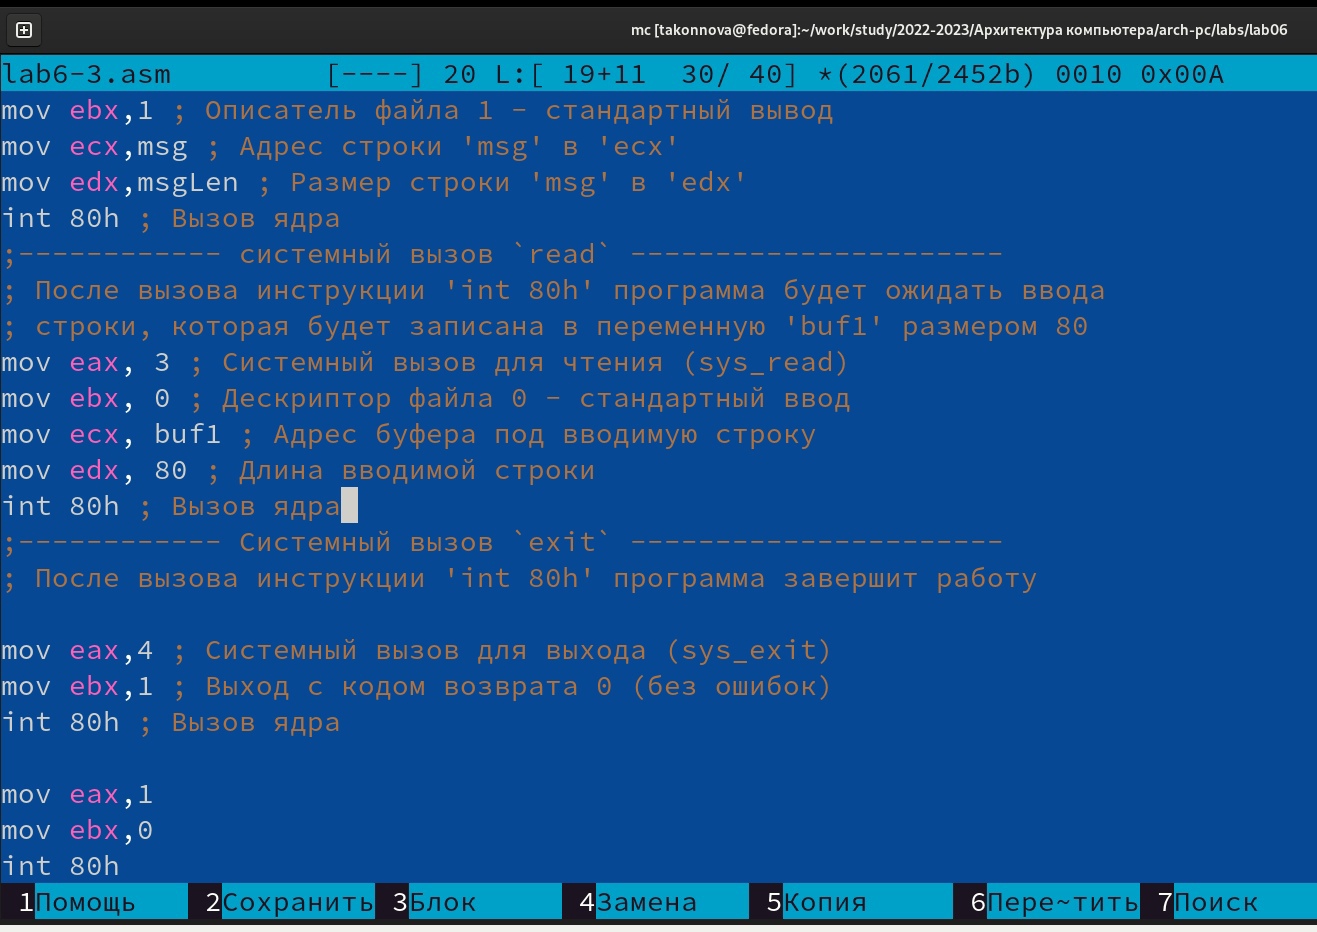 mc [takonnova@fedora]:~/work/study/2022-2023/Архитектура компьютера/arch-pc/labs/lab06
lab6-3.asm [----] 20 L:[ 19+11 30/ 40] *(2061/2452b) 0010 0x00A
mov ebx,1 ; Описатель файла 1 - стандартный вывод
mov ecx,msg ; Адрес строки 'msg' в 'ecx'
mov edx,msgLen ; Размер строки 'msg' в 'edx'
int 80h ; Вызов ядра
;------------ системный вызов `read` ----------------------
; После вызова инструкции 'int 80h' программа будет ожидать ввода
; строки, которая будет записана в переменную 'buf1' размером 80
mov eax, 3 ; Системный вызов для чтения (sys_read)
mov ebx, 0 ; Дескриптор файла 0 - стандартный ввод
mov ecx, buf1 ; Адрес буфера под вводимую строку
mov edx, 80 ; Длина вводимой строки
int 80h ; Вызов ядра
;------------ Системный вызов `exit` ----------------------
; После вызова инструкции 'int 80h' программа завершит работу
mov eax,4 ; Системный вызов для выхода (sys_exit)
mov ebx,1 ; Выход с кодом возврата 0 (без ошибок)
int 80h ; Вызов ядра
mov eax,1
mov ebx,0
int 80h
1Помощь 2Сохранить 3Блок 4Замена 5Копия 6Пере~тить 7Поиск